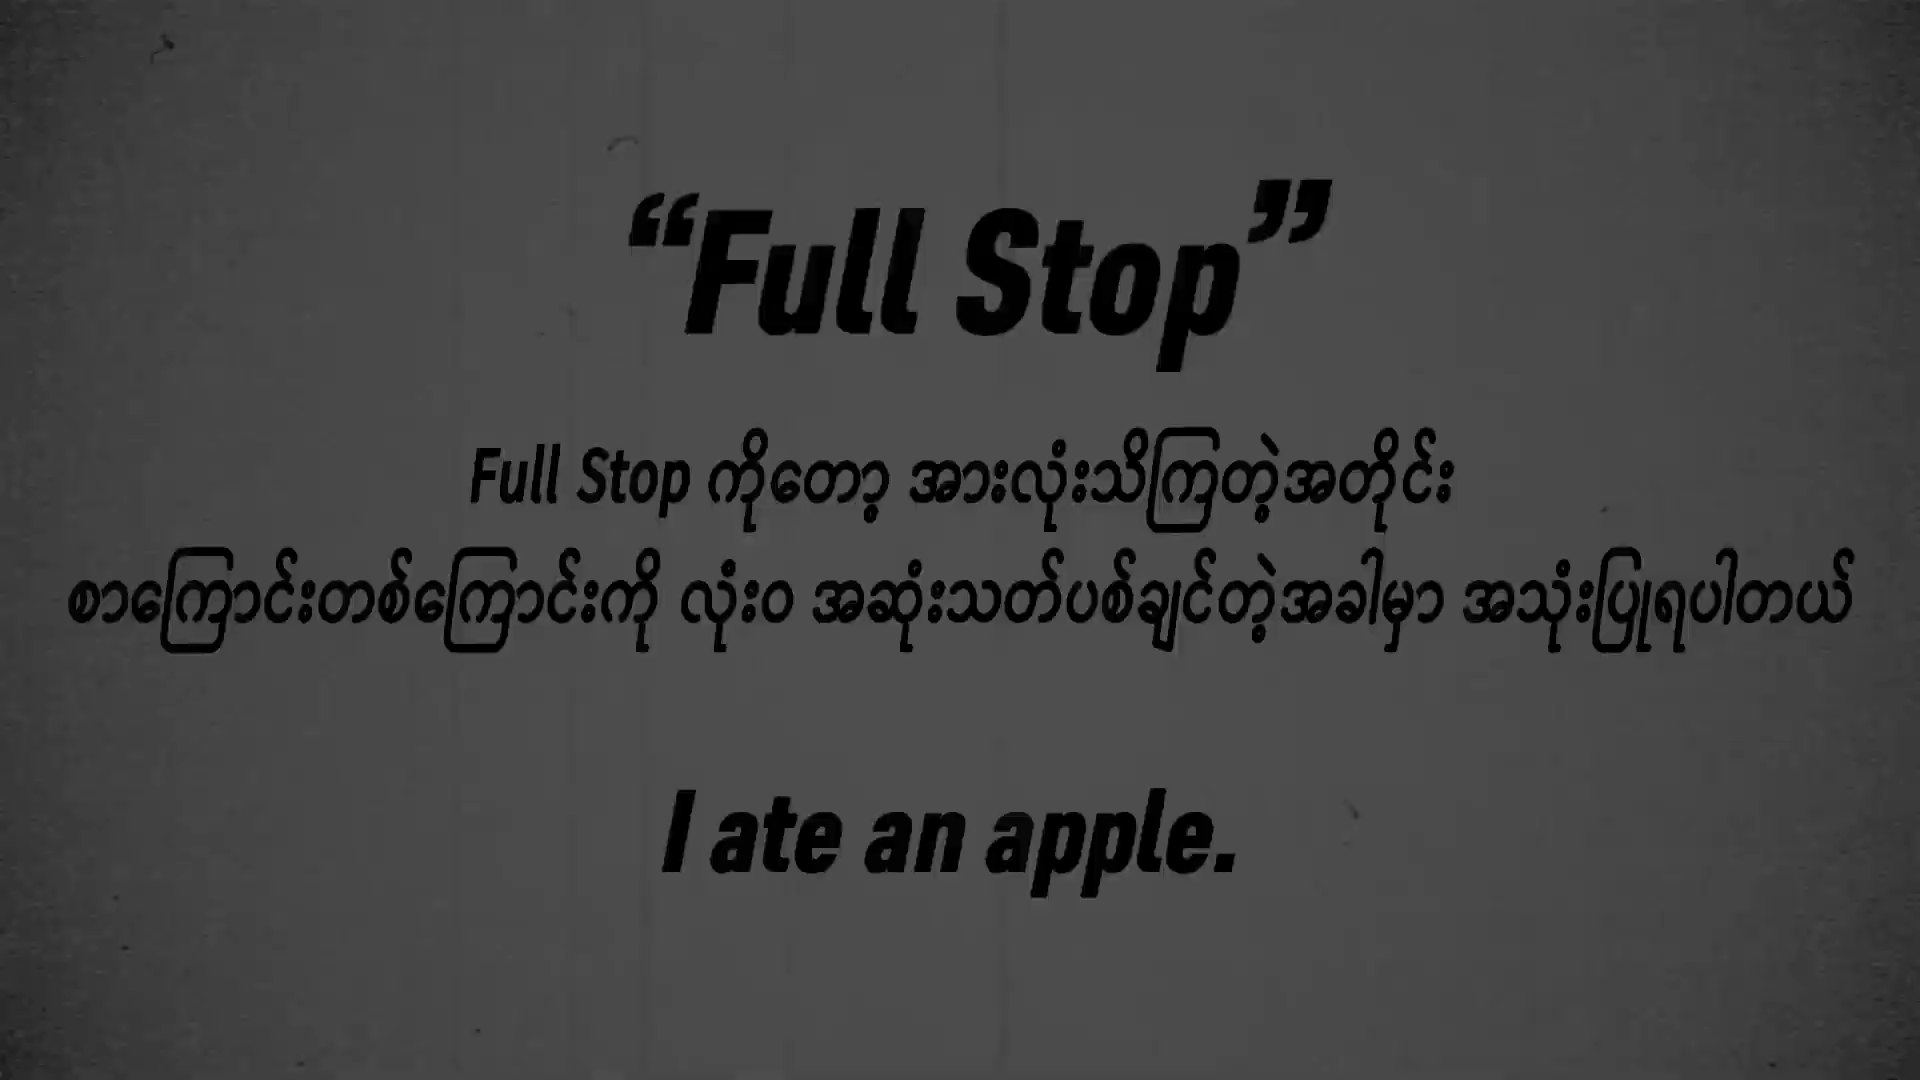 “Full Stop”
Full Stop ကိုတော့ အားလုံးသိကြတဲ့အတိုင်း
စာကြောင်းတစ်ကြောင်းကို လုံးဝ အဆုံးသတ်ပစ်ချင်တဲ့အခါမှာ အသုံးပြုရပါတယ်
I ate an apple.